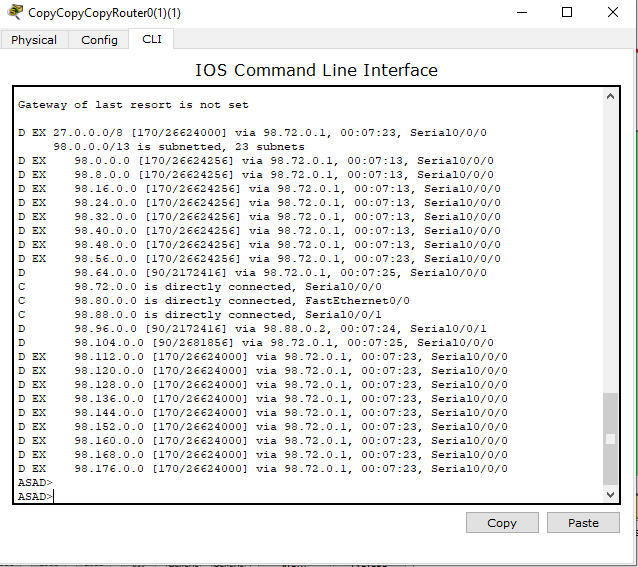 CopyCopyCopyRouter0(1)(1)
Physical Config CLI
IOS Command Line Interface
Gateway of last resort is not set
D EX 27.0.0.0/8 [170/26624000] via 98.72.0.1, 00:07:23, Serial0/0/0
98.0.0.0/13 is subnetted, 23 subnets
D EX 98.0.0.0 [170/26624256] via 98.72.0.1, 00:07:13, Serial0/0/0
D EX 98.8.0.0 [170/26624256] via 98.72.0.1, 00:07:13, Serial0/0/0
D EX 98.16.0.0 [170/26624256] via 98.72.0.1, 00:07:13, Serial0/0/0
D EX 98.24.0.0 [170/26624256] via 98.72.0.1, 00:07:13, Serial0/0/0
D EX 98.32.0.0 [170/26624256] via 98.72.0.1, 00:07:13, Serial0/0/0
D EX 98.40.0.0 [170/26624256] via 98.72.0.1, 00:07:13, Serial0/0/0
D EX 98.48.0.0 [170/26624256] via 98.72.0.1, 00:07:13, Serial0/0/0
D EX 98.56.0.0 [170/26624256] via 98.72.0.1, 00:07:23, Serial0/0/0
D 98.64.0.0 [90/2172416] via 98.72.0.1, 00:07:25, Serial0/0/0
C 98.72.0.0 is directly connected, Serial0/0/0
C 98.80.0.0 is directly connected, FastEthernet0/0
C 98.88.0.0 is directly connected, Serial0/0/1
D 98.96.0.0 [90/2172416] via 98.88.0.2, 00:07:24, Serial0/0/1
D 98.104.0.0 [90/2681856] via 98.72.0.1, 00:07:25, Serial0/0/0
D EX 98.112.0.0 [170/26624000] via 98.72.0.1, 00:07:23, Serial0/0/0
D EX 98.120.0.0 [170/26624000] via 98.72.0.1, 00:07:23, Serial0/0/0
D EX 98.128.0.0 [170/26624000] via 98.72.0.1, 00:07:23, Serial0/0/0
D EX 98.136.0.0 [170/26624000] via 98.72.0.1, 00:07:23, Serial0/0/0
D EX 98.144.0.0 [170/26624000] via 98.72.0.1, 00:07:23, Serial0/0/0
D EX 98.152.0.0 [170/26624000] via 98.72.0.1, 00:07:23, Serial0/0/0
D EX 98.160.0.0 [170/26624000] via 98.72.0.1, 00:07:23, Serial0/0/0
D EX 98.168.0.0 [170/26624000] via 98.72.0.1, 00:07:23, Serial0/0/0
D EX 98.176.0.0 [170/26624000] via 98.72.0.1, 00:07:23, Serial0/0/0
ASAD>
ASAD>
Copy Paste